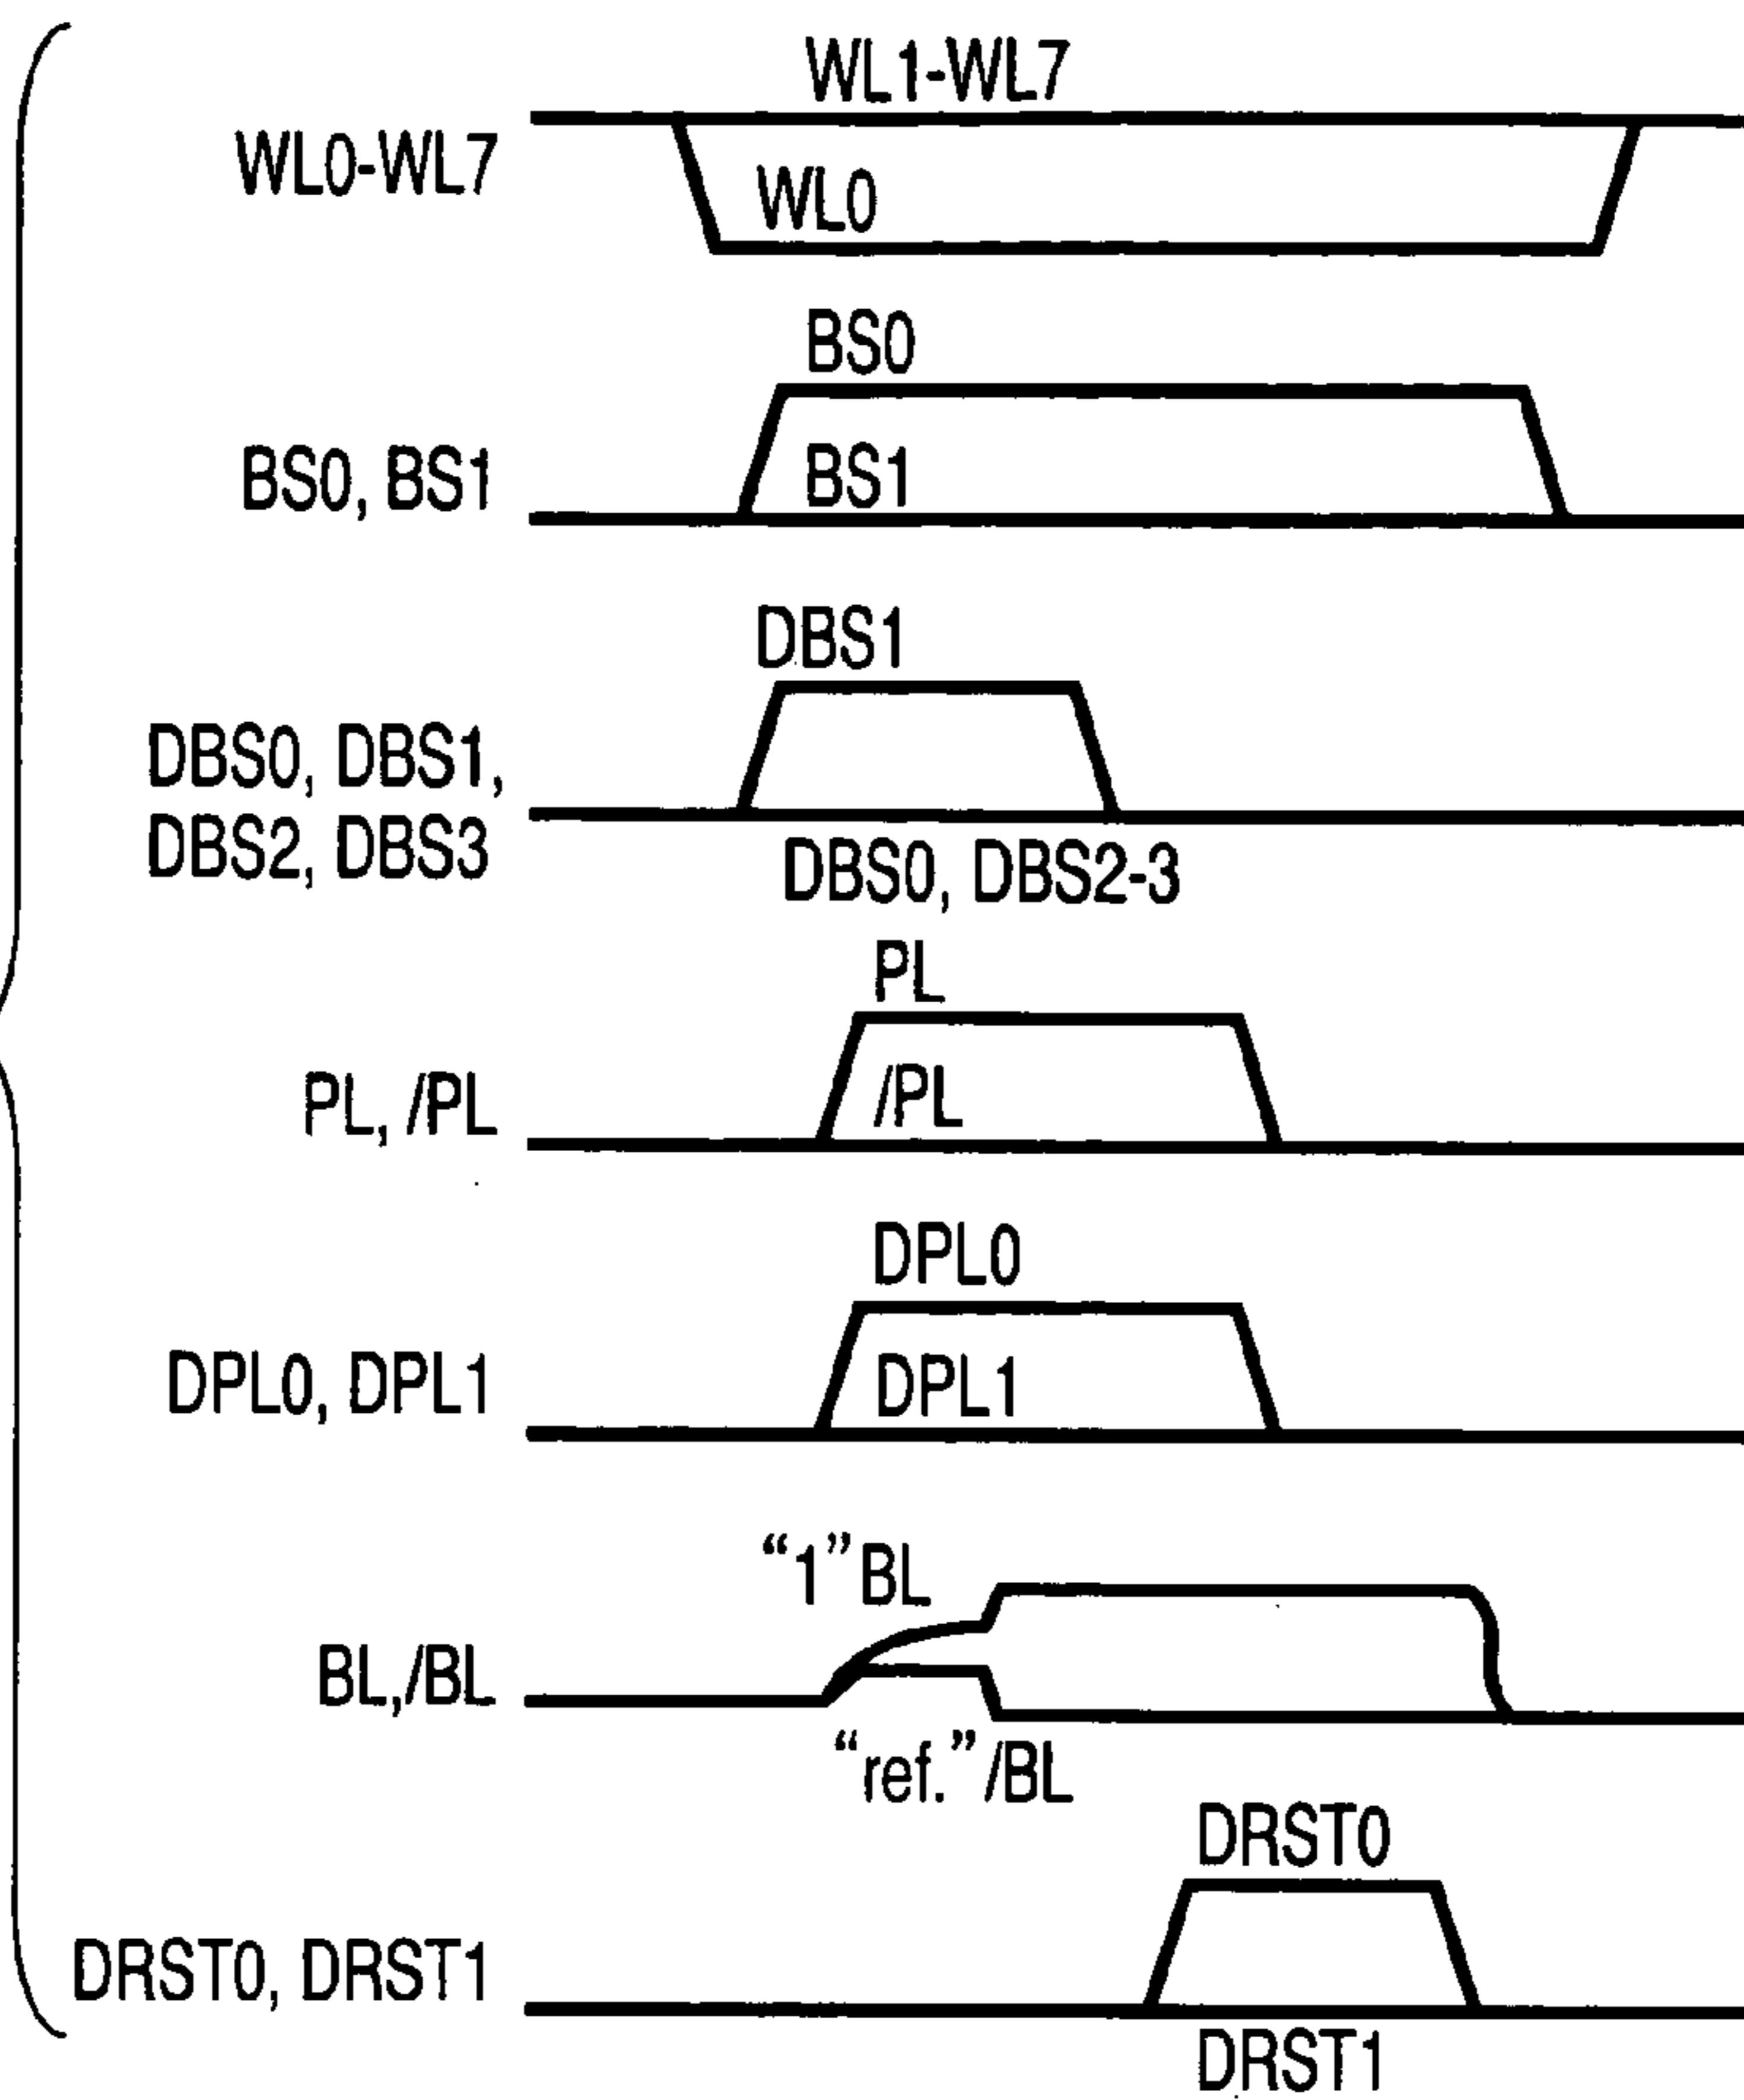 WL1-WL7
WL0-WL7
WL0
BS0
BS0, BS1
BS1
DBS1
DBS0, DBS1,
DBS2, DBS3
DBS0, DBS2-3
PL
PL, /PL
/PL
DPL0
DPL0, DPL1
DPL1
“1”BL
BL,/BL
“ref.”/BL
DRST0
DRST0, DRST1
DRST1